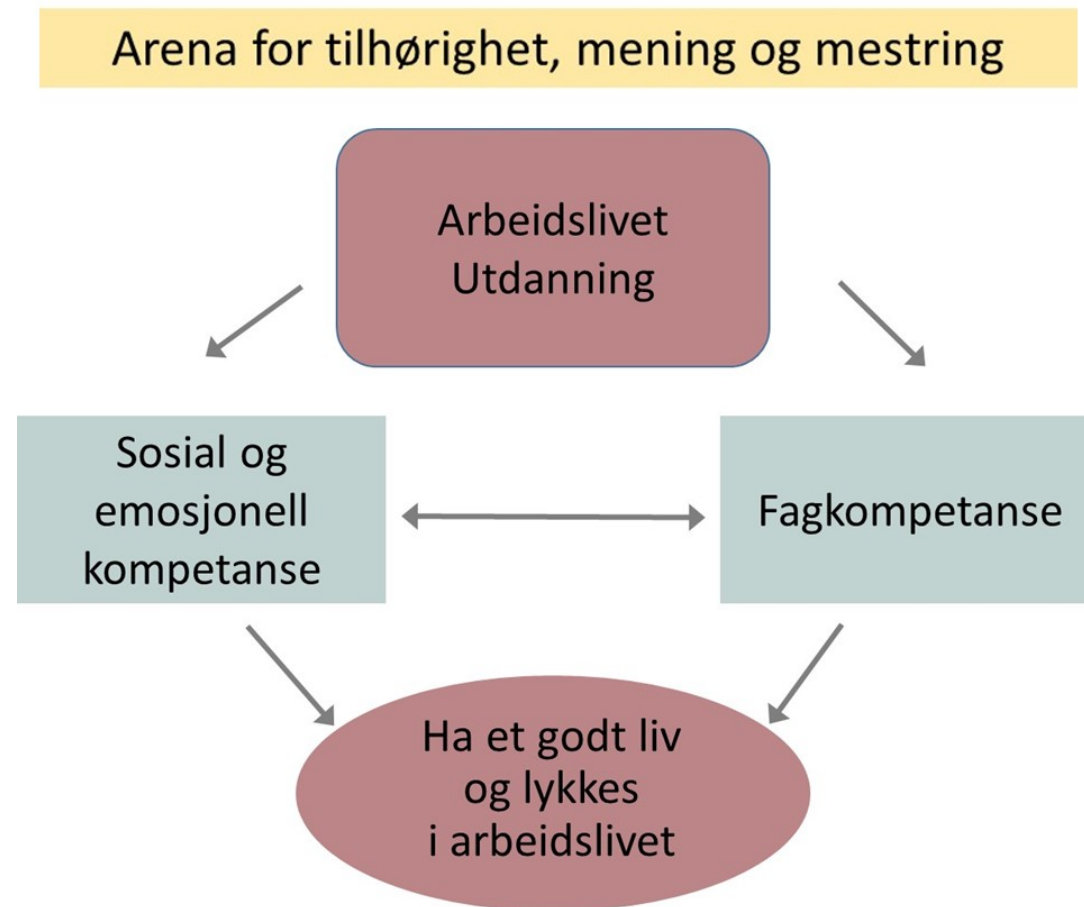 Arena for tilhørighet, mening og mestring
Arbeidslivet
Utdanning
Sosial og
emosjonell
kompetanse
Fagkompetanse
Ha et godt liv
og lykkes
i arbeidslivet